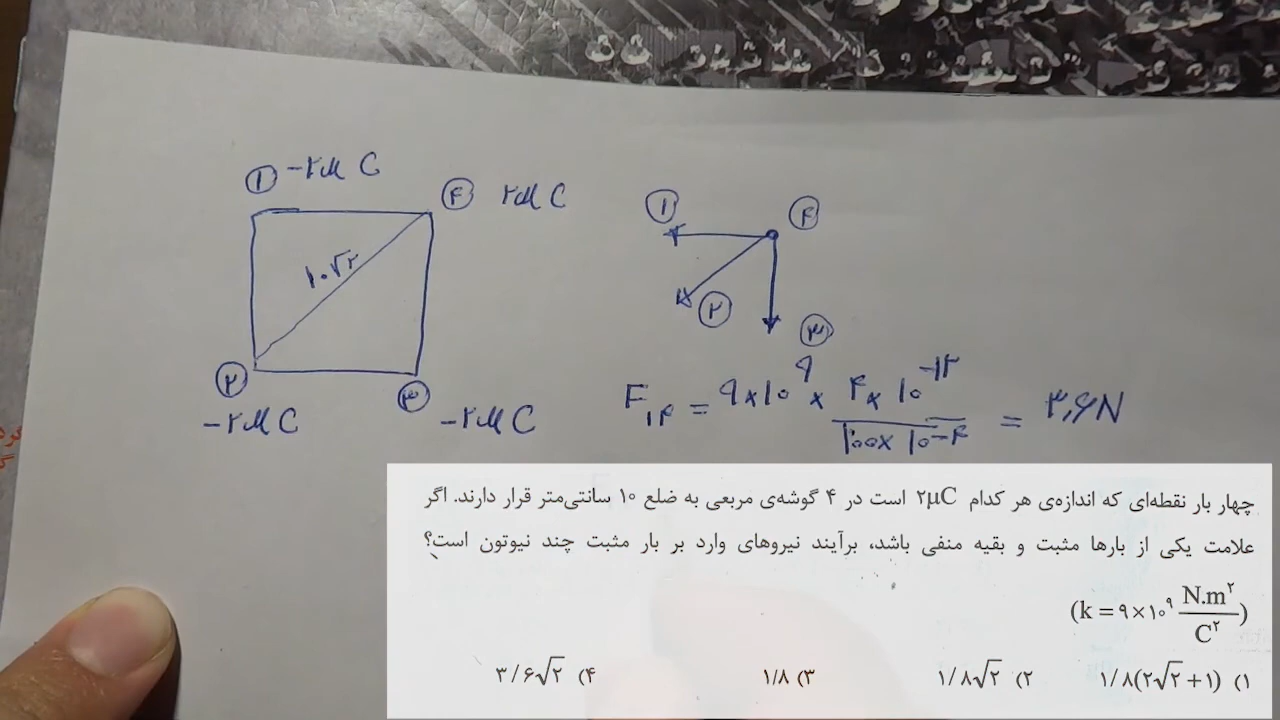 ① -۲μ C
④ ۲μ C
۱۰√۲
② -۲μ C
③ -۲μ C
① ④
② ③
F۱۴ = ۹×۱۰^۹ × (۴×۱۰^-۱۲)/(۱۰۰×۱۰^-۴) = ۳,۶N
چهار بار نقطه‌ای که اندازه‌ی هر کدام ۲μC است در ۴ گوشه‌ی مربعی به ضلع ۱۰ سانتی‌متر قرار دارند. اگر
علامت یکی از بارها مثبت و بقیه منفی باشد، برآیند نیروهای وارد بر بار مثبت چند نیوتون است؟
(k = ۹×۱۰^۹ N.m^۲/C^۲)
۱) ۱/۸(۲√۲+۱) ۲) ۱/۸√۲ ۳) ۱/۸ ۴) ۳/۶√۲